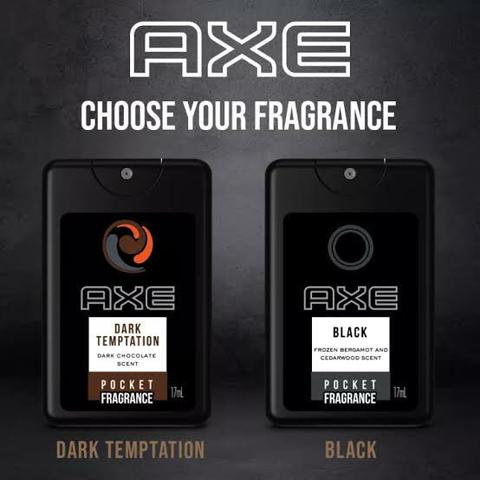 AXE
CHOOSE YOUR FRAGRANCE
AXE
DARK
TEMPTATION
DARK CHOCOLATE
SCENT
POCKET
FRAGRANCE
17mL
AXE
BLACK
FROZEN BERGAMOT AND
CEDARWOOD SCENT
POCKET
FRAGRANCE
17mL
DARK TEMPTATION
BLACK